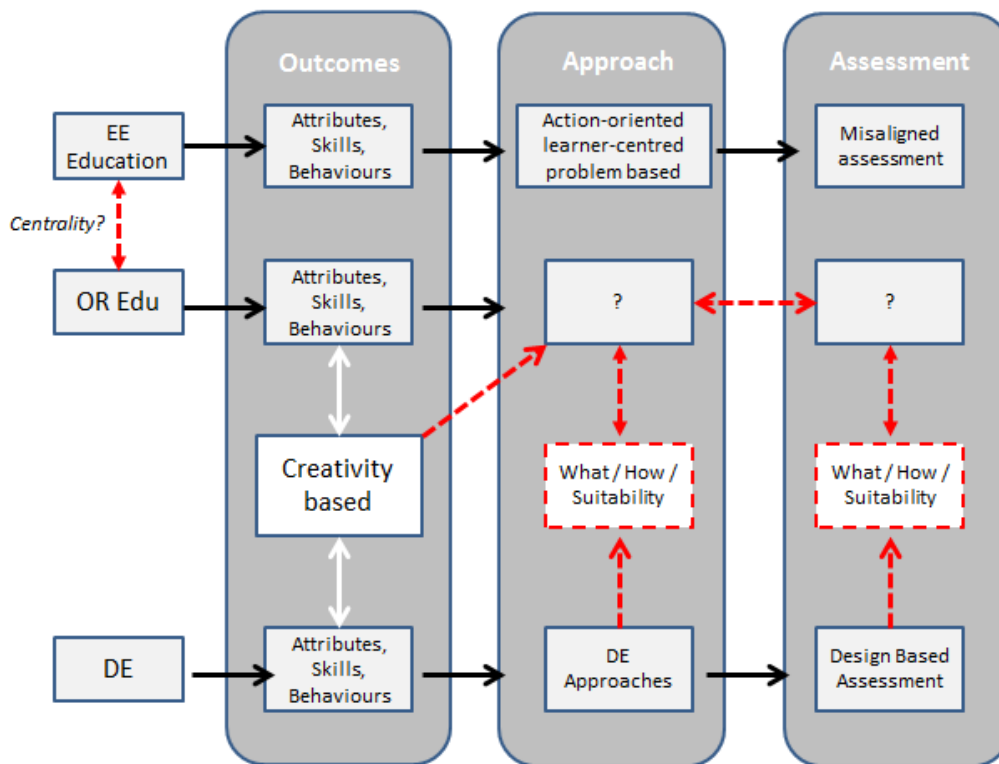 Outcomes
Approach
Assessment
EE
Education
Attributes,
Skills,
Behaviours
Action-oriented
learner-centred
problem based
Misaligned
assessment
Centrality?
OR Edu
Attributes,
Skills,
Behaviours
?
?
Creativity
based
What / How /
Suitability
What / How /
Suitability
DE
Attributes,
Skills,
Behaviours
DE
Approaches
Design Based
Assessment